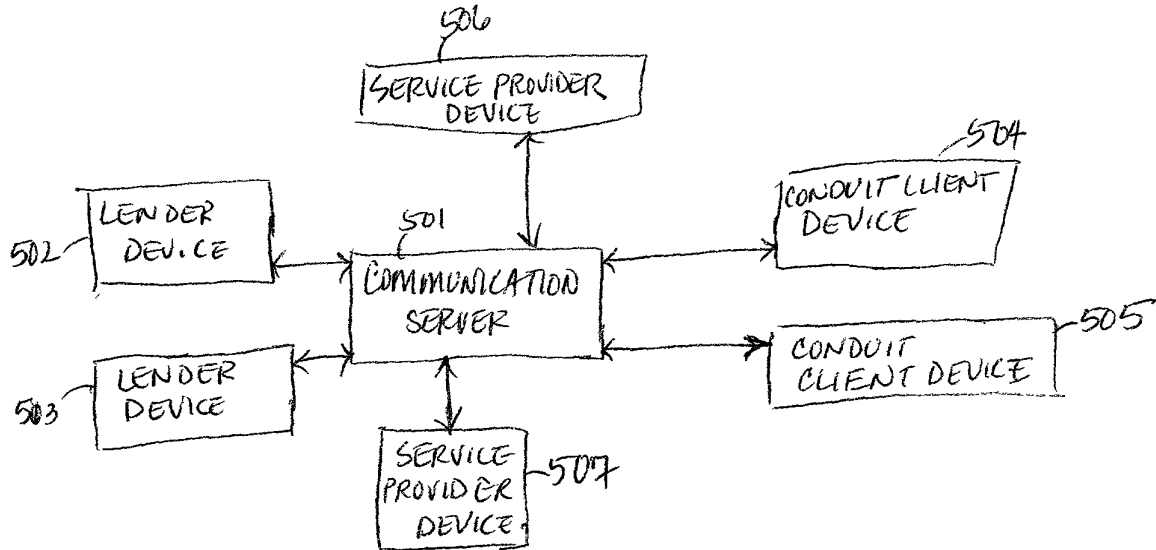 506
SERVICE PROVIDER
DEVICE
504
CONDUIT CLIENT
DEVICE
LENDER
DEVICE
502
501
COMMUNICATION
SERVER
505
CONDUIT
CLIENT DEVICE
LENDER
DEVICE
503
SERVICE
PROVIDER
DEVICE
507